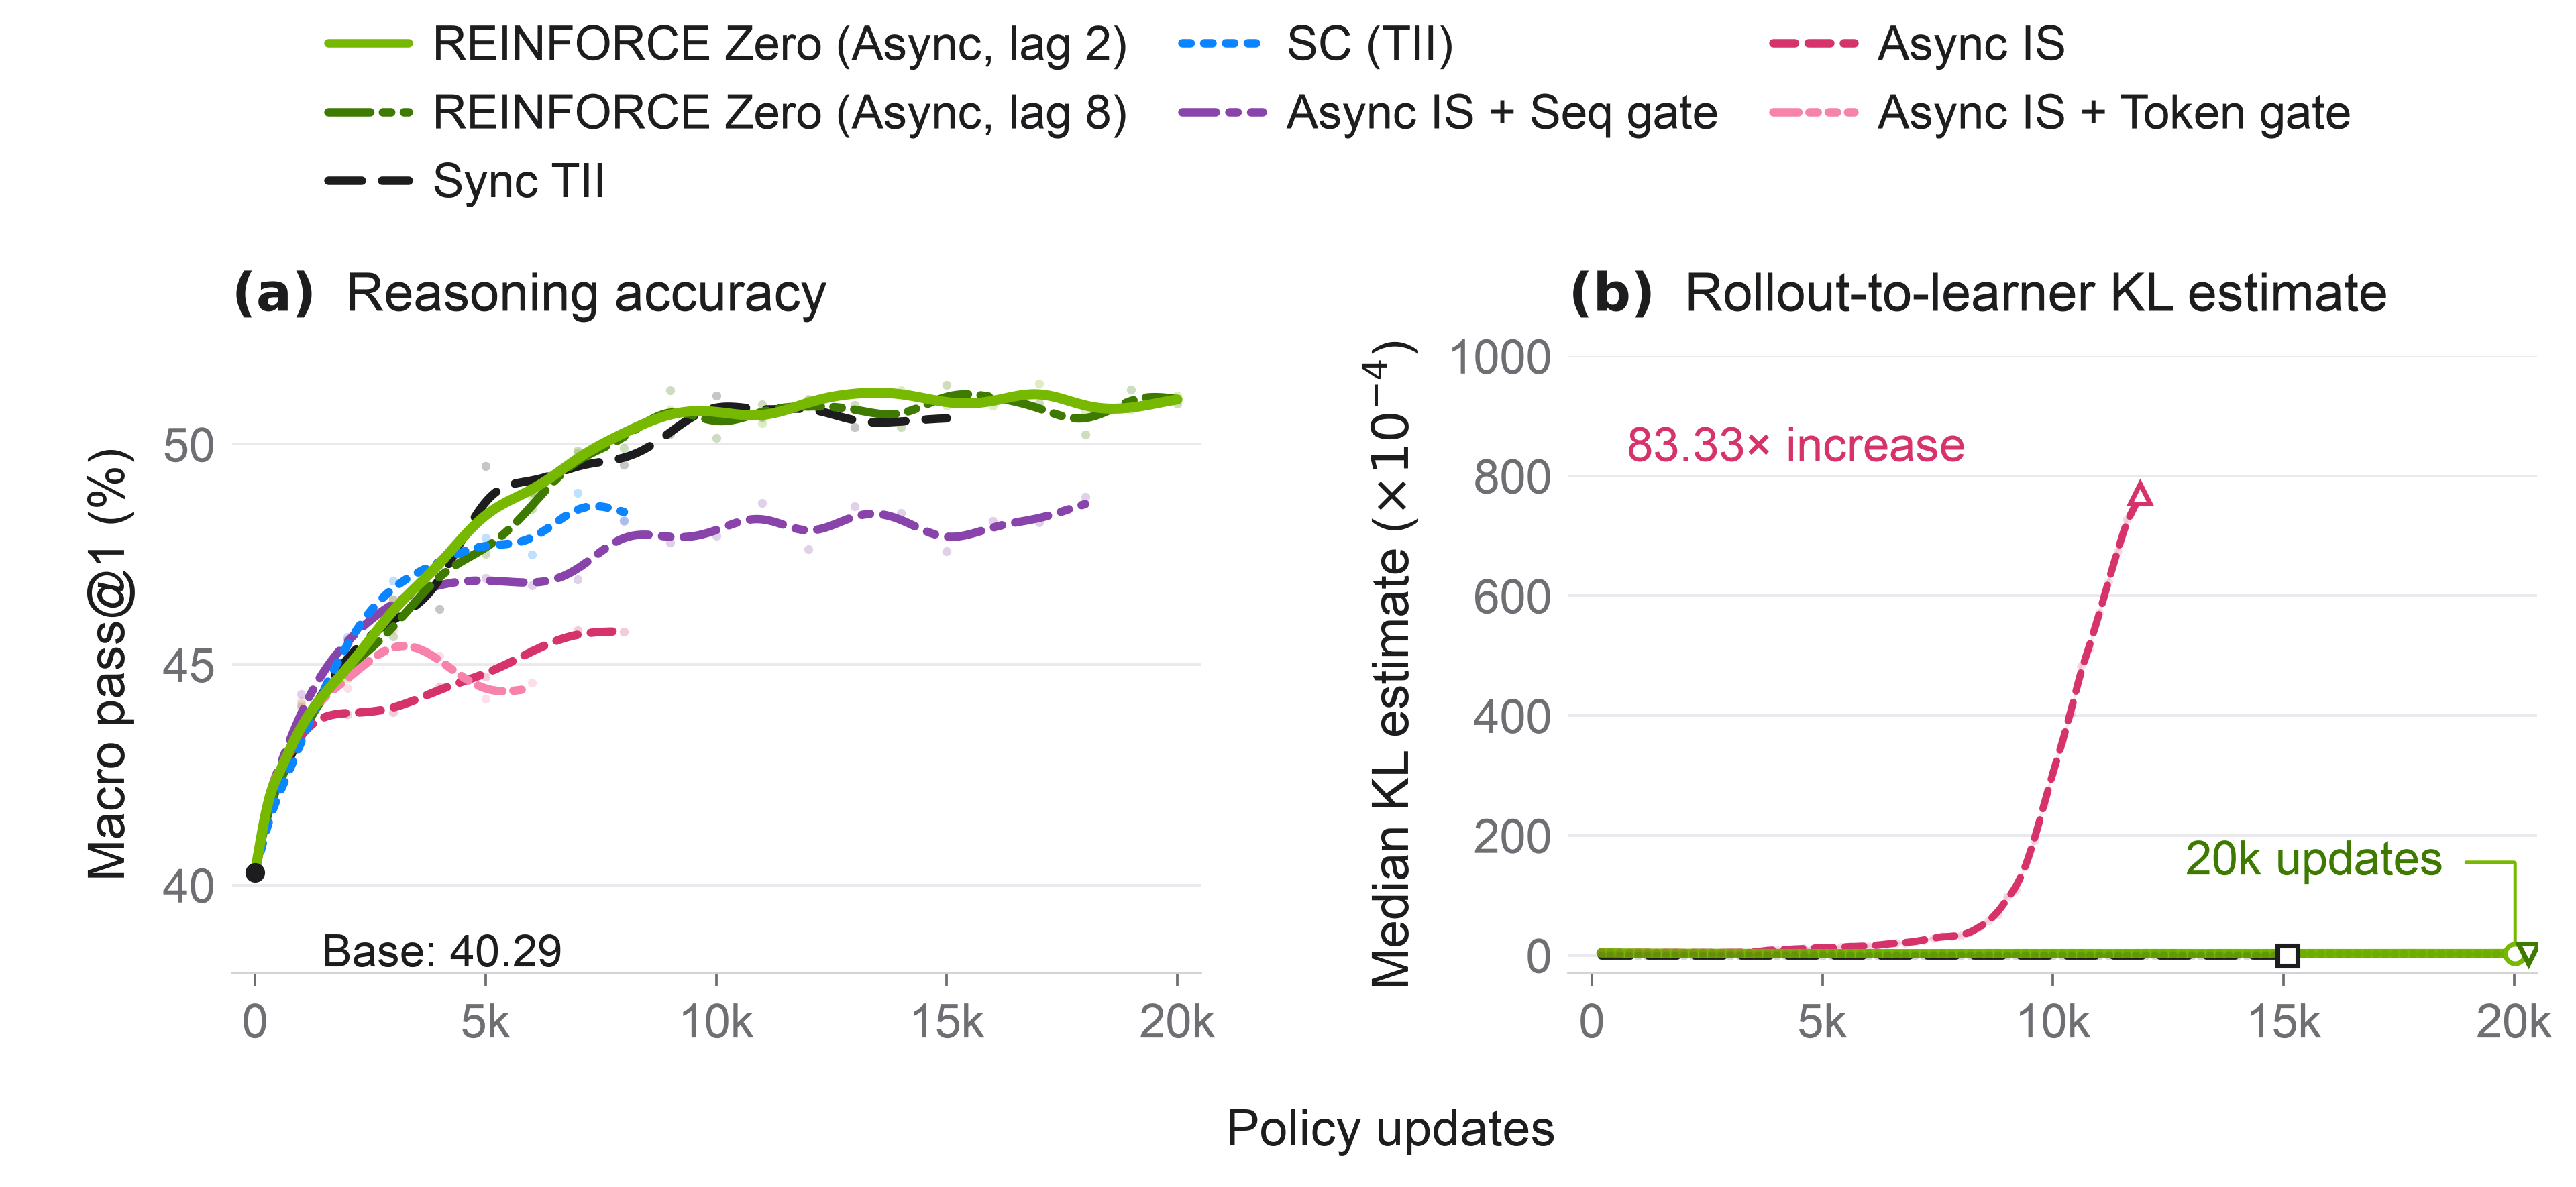 REINFORCE Zero (Async, lag 2)
SC (TII)
Async IS
REINFORCE Zero (Async, lag 8)
Async IS + Seq gate
Async IS + Token gate
Sync TII
(a) Reasoning accuracy
Macro pass@1 (%)
50
45
40
Base: 40.29
0
5k
10k
15k
20k
(b) Rollout-to-learner KL estimate
Median KL estimate (×10⁻⁴)
1000
800
600
400
200
0
83.33× increase
20k updates
0
5k
10k
15k
20k
Policy updates